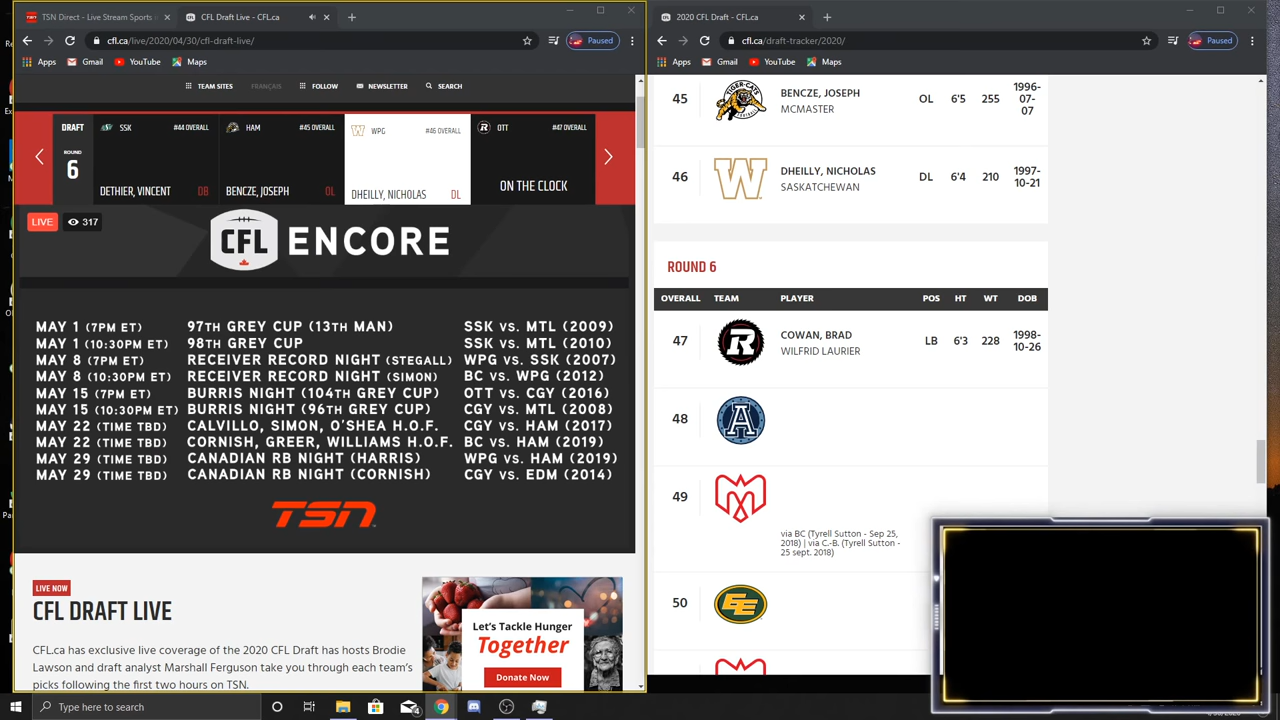 TSN Direct - Live Stream Sports
CFL Draft Live - CFL.ca
cfl.ca/live/2020/04/30/cfl-draft-live/
Paused
Apps Gmail YouTube Maps
TEAM SITES FRANÇAIS FOLLOW NEWSLETTER SEARCH
DRAFT
ROUND
6
SSK #44 OVERALL
DETHIER, VINCENT DB
HAM #45 OVERALL
BENCZE, JOSEPH OL
WPG #46 OVERALL
DHEILLY, NICHOLAS DL
OTT #47 OVERALL
ON THE CLOCK
LIVE 317
CFL ENCORE
MAY 1 (7PM ET) 97TH GREY CUP (13TH MAN) SSK VS. MTL (2009)
MAY 1 (10:30PM ET) 98TH GREY CUP SSK VS. MTL (2010)
MAY 8 (7PM ET) RECEIVER RECORD NIGHT (STEGALL) WPG VS. SSK (2007)
MAY 8 (10:30PM ET) RECEIVER RECORD NIGHT (SIMON) BC VS. WPG (2012)
MAY 15 (7PM ET) BURRIS NIGHT (104TH GREY CUP) OTT VS. CGY (2016)
MAY 15 (10:30PM ET) BURRIS NIGHT (96TH GREY CUP) CGY VS. MTL (2008)
MAY 22 (TIME TBD) CALVILLO, SIMON, O'SHEA H.O.F. CGY VS. HAM (2017)
MAY 22 (TIME TBD) CORNISH, GREER, WILLIAMS H.O.F. BC VS. HAM (2019)
MAY 29 (TIME TBD) CANADIAN RB NIGHT (HARRIS) WPG VS. HAM (2019)
MAY 29 (TIME TBD) CANADIAN RB NIGHT (CORNISH) CGY VS. EDM (2014)
TSN
LIVE NOW
CFL DRAFT LIVE
CFL.ca has exclusive live coverage of the 2020 CFL Draft has hosts Brodie
Lawson and draft analyst Marshall Ferguson take you through each team's
picks following the first two hours on TSN.
Let's Tackle Hunger
Together
Donate Now
2020 CFL Draft - CFL.ca
cfl.ca/draft-tracker/2020/
Paused
Apps Gmail YouTube Maps
45 TIGER-CATS BENCZE, JOSEPH OL 6'5 255 1996-
MCMASTER 07-
07
46 W DHEILLY, NICHOLAS DL 6'4 210 1997-
SASKATCHEWAN 10-21
ROUND 6
OVERALL TEAM PLAYER POS HT WT DOB
47 R COWAN, BRAD LB 6'3 228 1998-
WILFRID LAURIER 10-26
48 A
49
via BC (Tyrell Sutton - Sep 25,
2018) | via C.-B. (Tyrell Sutton -
25 sept. 2018)
50 EE
Type here to search